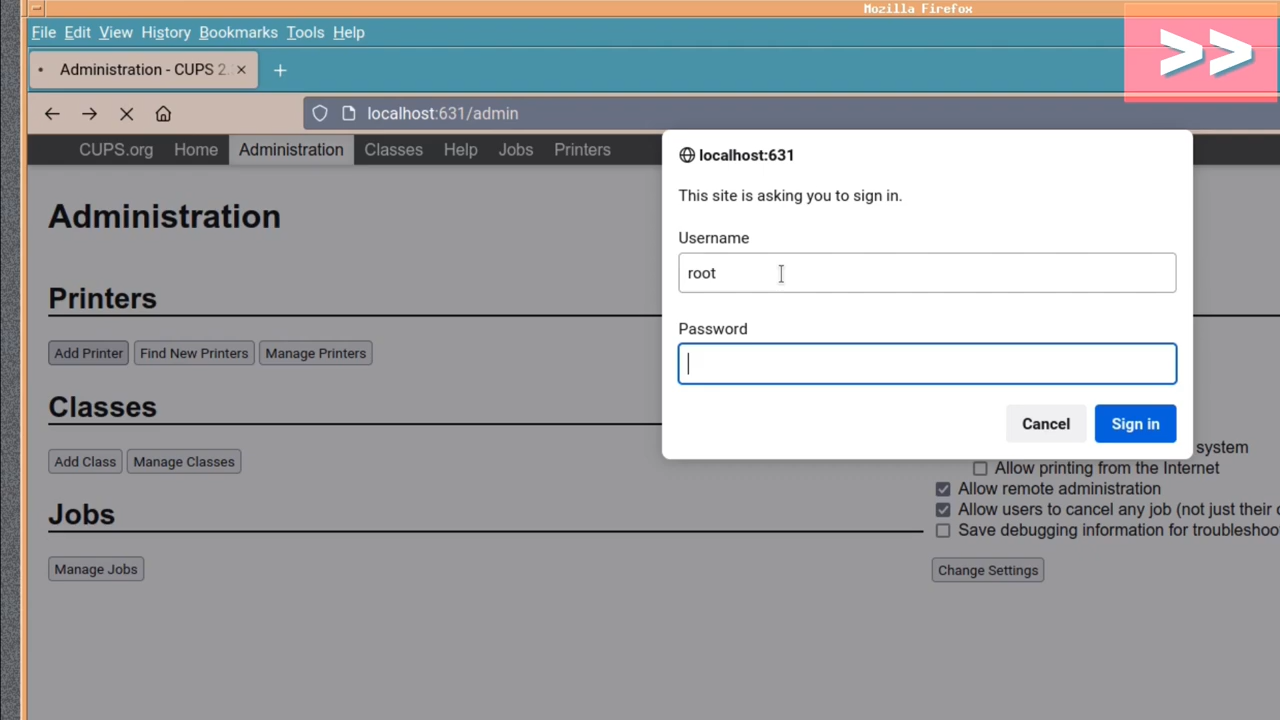 Mozilla Firefox
File Edit View History Bookmarks Tools Help
>>
Administration - CUPS 2.
localhost:631/admin
CUPS.org Home Administration Classes Help Jobs Printers
localhost:631
This site is asking you to sign in.
Username
root
Password
Cancel Sign in
Administration
Printers
Add Printer Find New Printers Manage Printers
Classes
Add Class Manage Classes
Jobs
Manage Jobs
system
Allow printing from the Internet
Allow remote administration
Allow users to cancel any job (not just their
Save debugging information for troubleshoo
Change Settings